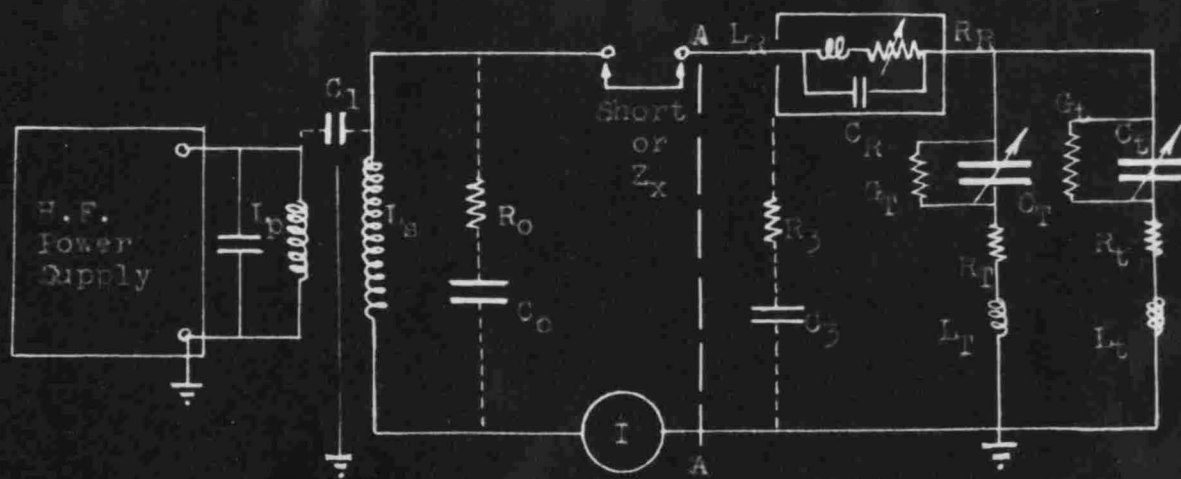 C1
H.F.
Power
Supply
Lp
Ls
Ro
Co
Short
or
Zx
A
LR
RR
CR
R3
C3
GT
CT
RT
LT
Gt
Ct
Rt
Lt
I
A